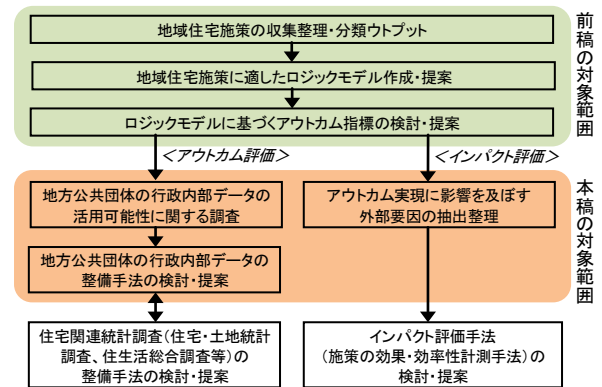 地域住宅施策の収集整理・分類ウトプット
地域住宅施策に適したロジックモデル作成・提案
ロジックモデルに基づくアウトカム指標の検討・提案
前稿の対象範囲
＜アウトカム評価＞
＜インパクト評価＞
地方公共団体の行政内部データの
活用可能性に関する調査
アウトカム実現に影響を及ぼす
外部要因の抽出整理
地方公共団体の行政内部データの
整備手法の検討・提案
本稿の対象範囲
住宅関連統計調査（住宅・土地統計
調査、住生活総合調査等）の
整備手法の検討・提案
インパクト評価手法
（施策の効果・効率性計測手法）の
検討・提案